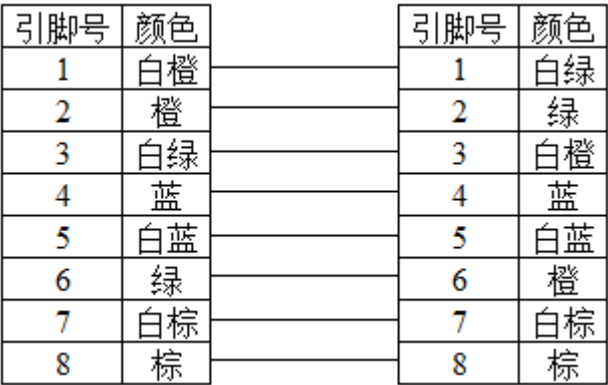 引脚号 颜色 引脚号 颜色
1 白橙 1 白绿
2 橙 2 绿
3 白绿 3 白橙
4 蓝 4 蓝
5 白蓝 5 白蓝
6 绿 6 橙
7 白棕 7 白棕
8 棕 8 棕